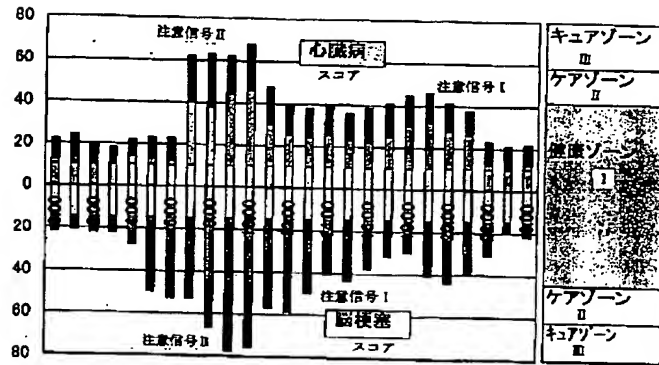 80
60
40
20
0
20
40
60
80
注意信号Ⅱ
心臓病
スコア
注意信号Ⅰ
注意信号Ⅰ
注意信号Ⅱ
脳梗塞
スコア
キュアゾーン
Ⅲ
ケアゾーン
Ⅱ
健康ゾーン
1
ケアゾーン
Ⅱ
キュアゾーン
Ⅲ